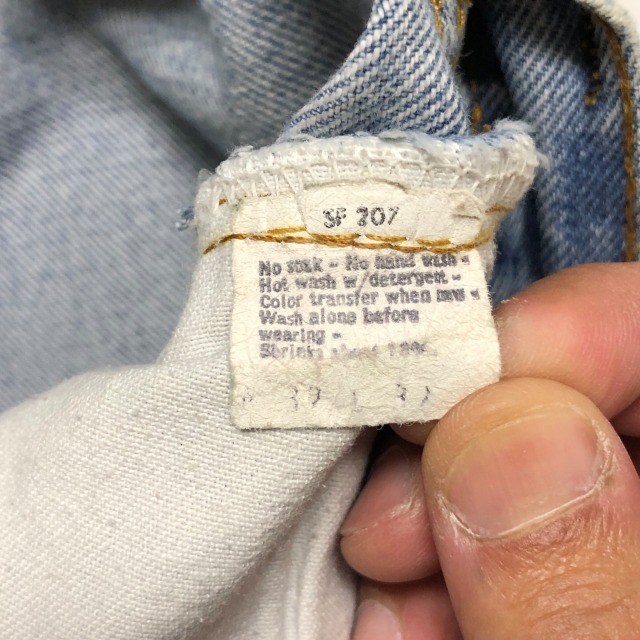 SF 207
No soak - No hand wash -
Hot wash w/detergent -
Color transfer when new -
Wash alone before
wearing -
Shrinks about